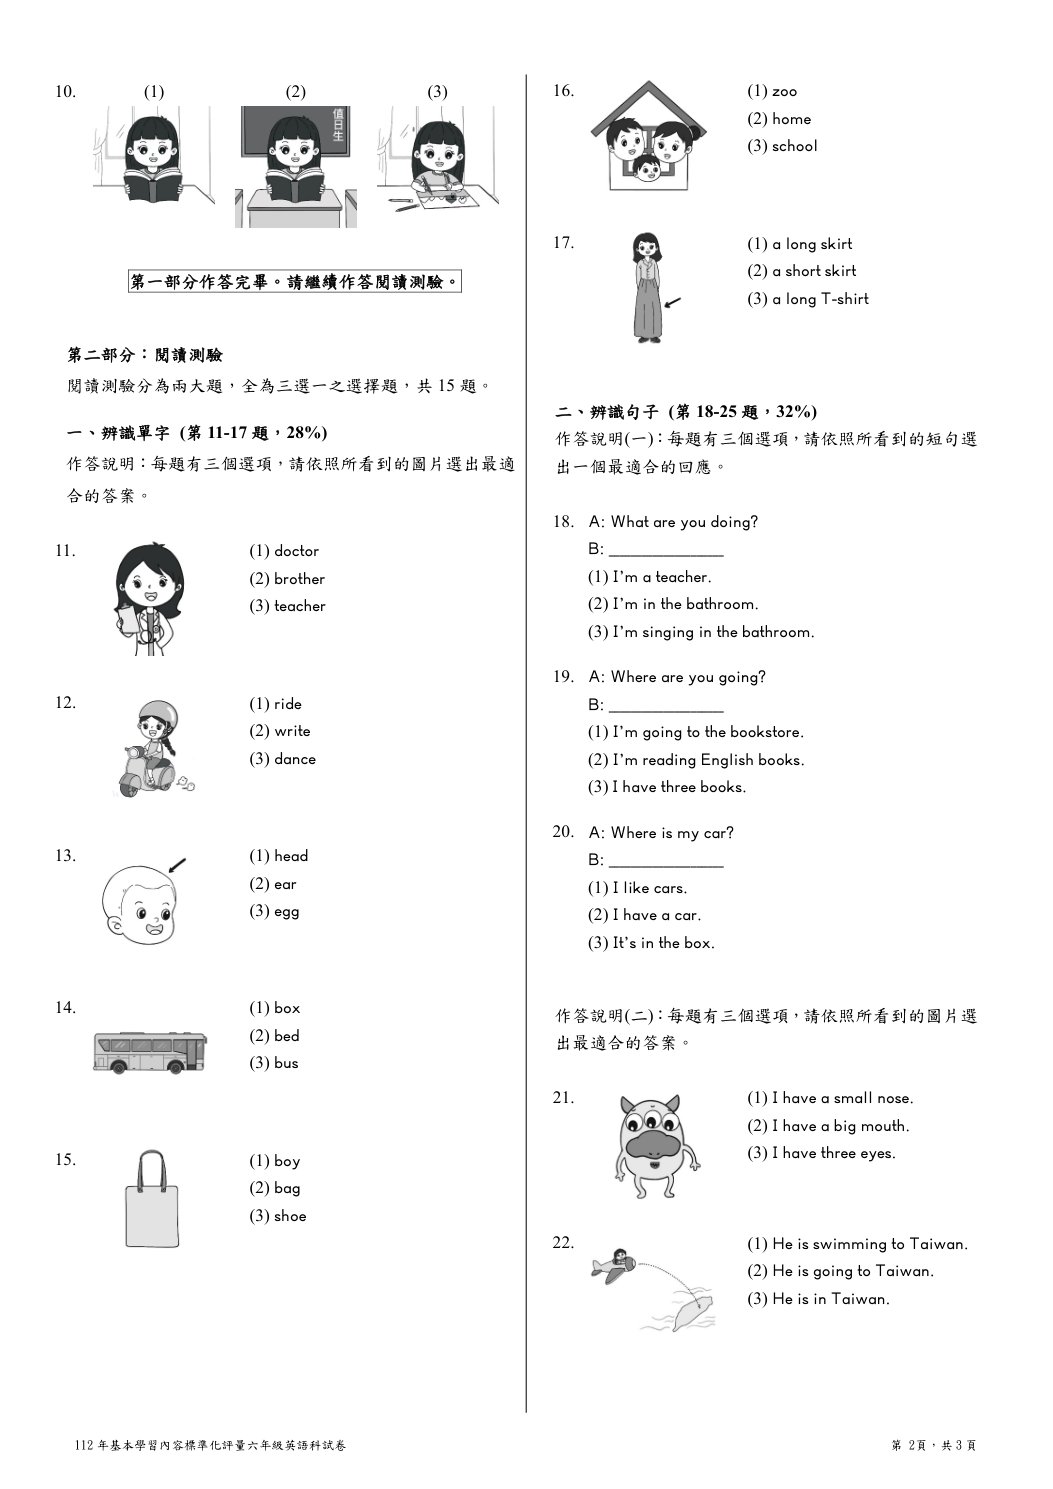 10.
(1) (2) (3)
值日生
第一部分作答完畢。請繼續作答閱讀測驗。
第二部分：閱讀測驗
閱讀測驗分為兩大題，全為三選一之選擇題，共 15 題。
一、辨識單字 (第 11-17 題，28%)
作答說明：每題有三個選項，請依照所看到的圖片選出最適
合的答案。
11.
(1) doctor
(2) brother
(3) teacher
12.
(1) ride
(2) write
(3) dance
13.
(1) head
(2) ear
(3) egg
14.
(1) box
(2) bed
(3) bus
15.
(1) boy
(2) bag
(3) shoe
16.
(1) zoo
(2) home
(3) school
17.
(1) a long skirt
(2) a short skirt
(3) a long T-shirt
二、辨識句子 (第 18-25 題，32%)
作答說明(一)：每題有三個選項，請依照所看到的短句選
出一個最適合的回應。
18. A: What are you doing?
B: ______________
(1) I’m a teacher.
(2) I’m in the bathroom.
(3) I’m singing in the bathroom.
19. A: Where are you going?
B: ______________
(1) I’m going to the bookstore.
(2) I’m reading English books.
(3) I have three books.
20. A: Where is my car?
B: ______________
(1) I like cars.
(2) I have a car.
(3) It’s in the box.
作答說明(二)：每題有三個選項，請依照所看到的圖片選
出最適合的答案。
21.
(1) I have a small nose.
(2) I have a big mouth.
(3) I have three eyes.
22.
(1) He is swimming to Taiwan.
(2) He is going to Taiwan.
(3) He is in Taiwan.
112 年基本學習內容標準化評量六年級英語科試卷
第 2頁，共 3 頁